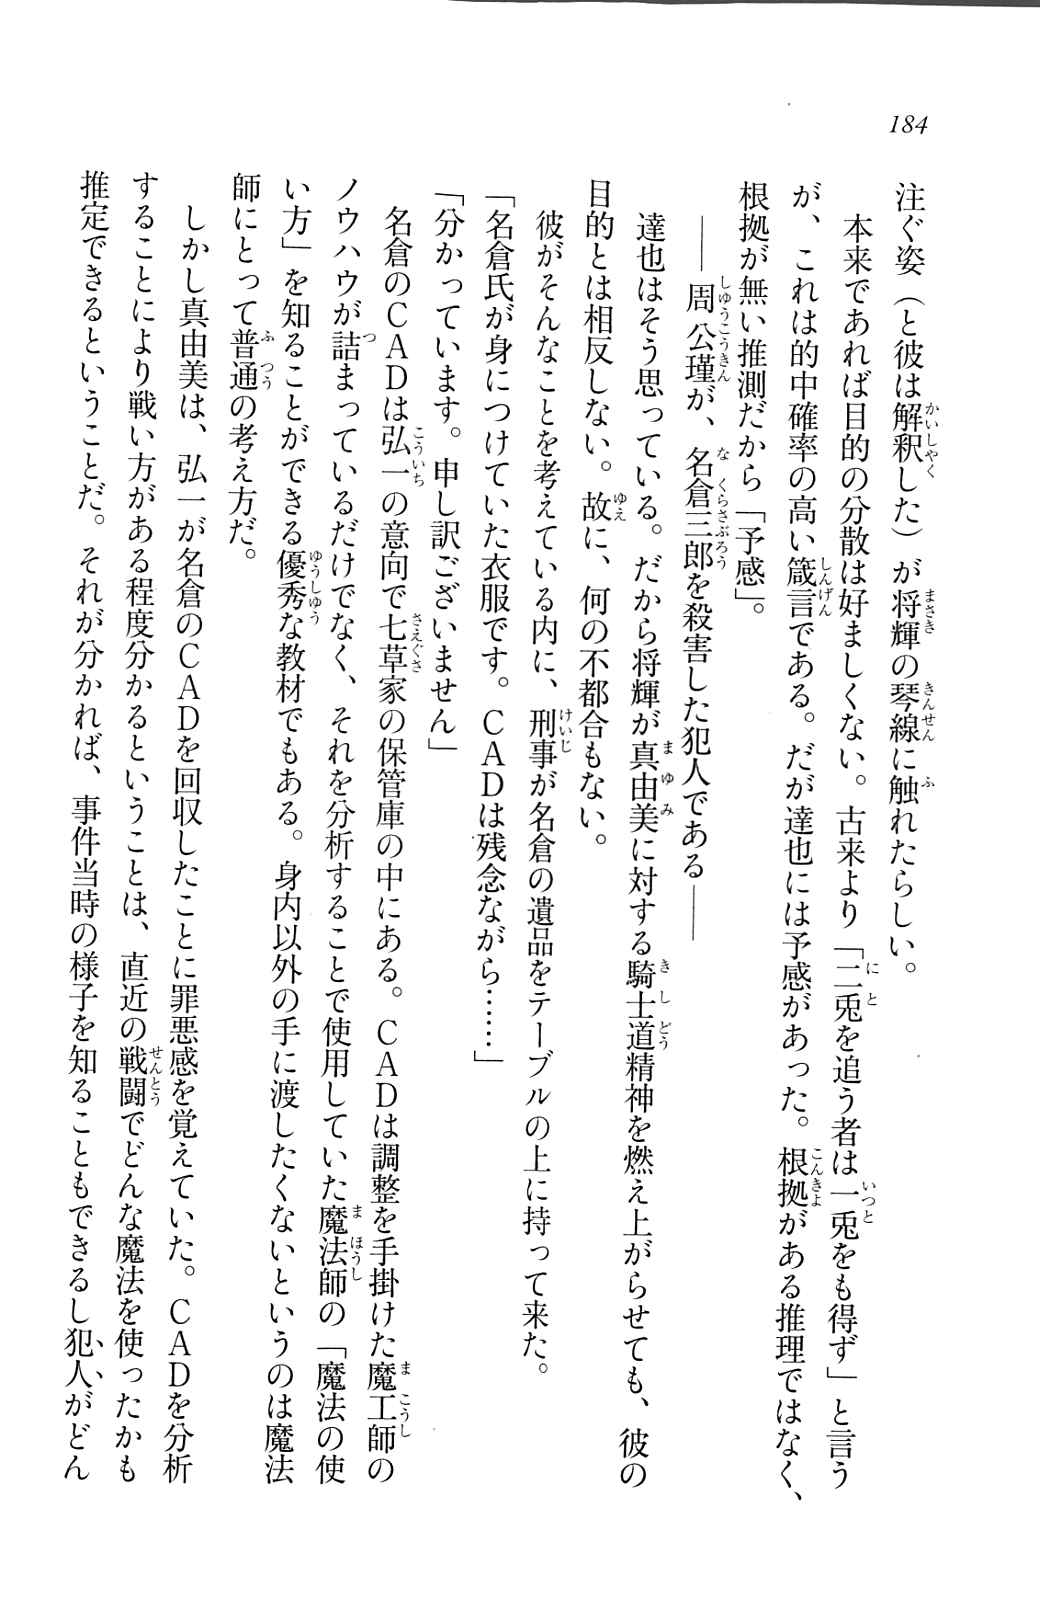 184
注ぐ姿（と彼は解釈した）が将輝の琴線に触れたらしい。
本来であれば目的の分散は好ましくない。古来より「二兎を追う者は一兎をも得ず」と言う
が、これは的中確率の高い箴言である。だが達也には予感があった。根拠がある推理ではなく、
根拠が無い推測だから「予感」。
――周公瑾が、名倉三郎を殺害した犯人である――
達也はそう思っている。だから将輝が真由美に対する騎士道精神を燃え上がらせても、彼の
目的とは相反しない。故に、何の不都合もない。
彼がそんなことを考えている内に、刑事が名倉の遺品をテーブルの上に持って来た。
「名倉氏が身につけていた衣服です。ＣＡＤは残念ながら……」
「分かっています。申し訳ございません」
名倉のＣＡＤは弘一の意向で七草家の保管庫の中にある。ＣＡＤは調整を手掛けた魔工師の
ノウハウが詰まっているだけでなく、それを分析することで使用していた魔法師の「魔法の使
い方」を知ることができる優秀な教材でもある。身内以外の手に渡したくないというのは魔法
師にとって普通の考え方だ。
しかし真由美は、弘一が名倉のＣＡＤを回収したことに罪悪感を覚えていた。ＣＡＤを分析
することにより戦い方がある程度分かるということは、直近の戦闘でどんな魔法を使ったかも
推定できるということだ。それが分かれば、事件当時の様子を知ることもできるし犯人がどん